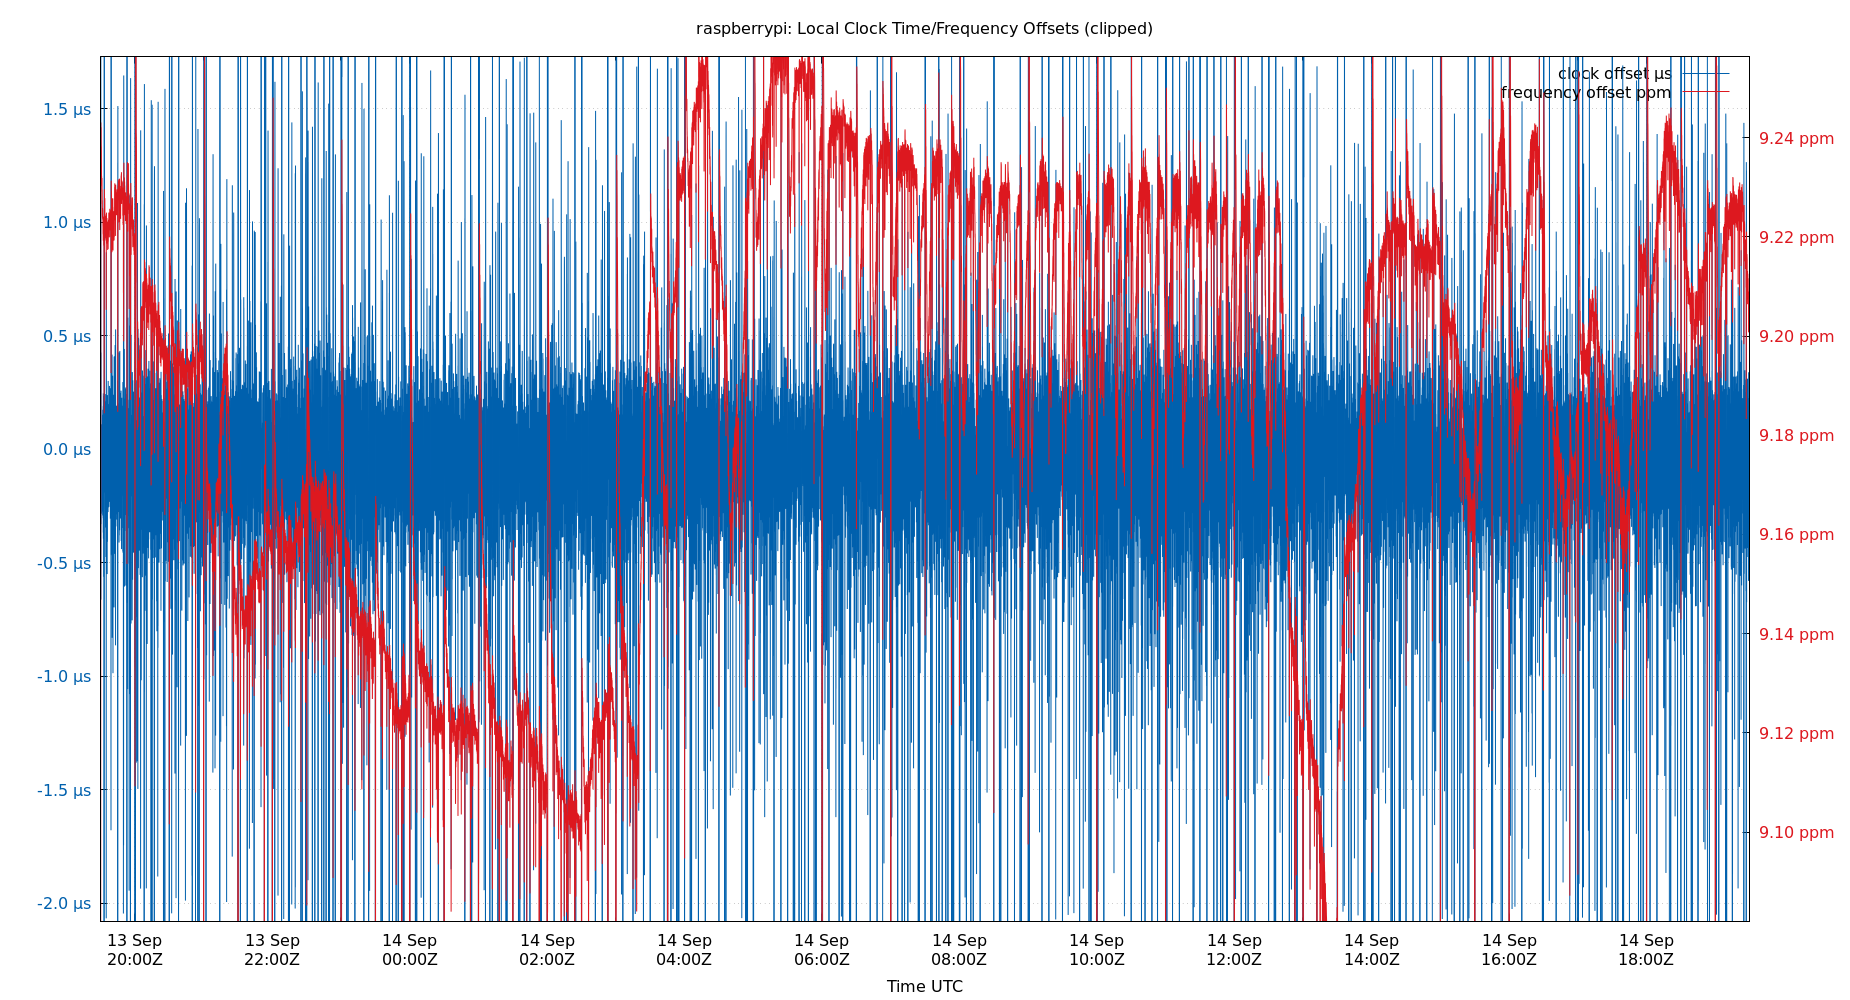 raspberrypi: Local Clock Time/Frequency Offsets (clipped)
clock offset µs
frequency offset ppm
1.5 µs
1.0 µs
0.5 µs
0.0 µs
-0.5 µs
-1.0 µs
-1.5 µs
-2.0 µs
9.24 ppm
9.22 ppm
9.20 ppm
9.18 ppm
9.16 ppm
9.14 ppm
9.12 ppm
9.10 ppm
13 Sep
20:00Z
13 Sep
22:00Z
14 Sep
00:00Z
14 Sep
02:00Z
14 Sep
04:00Z
14 Sep
06:00Z
14 Sep
08:00Z
14 Sep
10:00Z
14 Sep
12:00Z
14 Sep
14:00Z
14 Sep
16:00Z
14 Sep
18:00Z
Time UTC